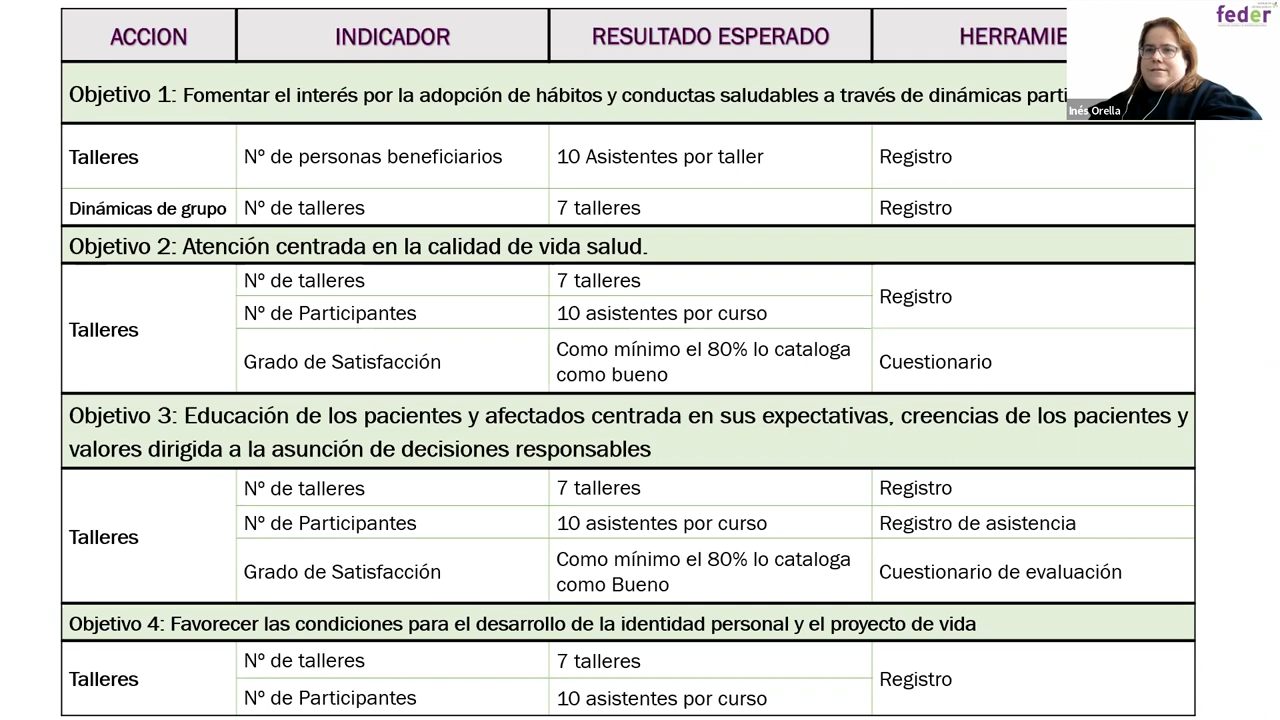 ACCION INDICADOR RESULTADO ESPERADO
feder
Objetivo 1: Fomentar el interés por la adopción de hábitos y conductas saludables a través de dinámicas
Inés Orella
Talleres Nº de personas beneficiarios 10 Asistentes por taller Registro
Dinámicas de grupo Nº de talleres 7 talleres Registro
Objetivo 2: Atención centrada en la calidad de vida salud.
Talleres
Nº de talleres 7 talleres
Registro
Nº de Participantes 10 asistentes por curso
Grado de Satisfacción
Como mínimo el 80% lo cataloga
como bueno
Cuestionario
Objetivo 3: Educación de los pacientes y afectados centrada en sus expectativas, creencias de los pacientes y
valores dirigida a la asunción de decisiones responsables
Talleres
Nº de talleres 7 talleres Registro
Nº de Participantes 10 asistentes por curso Registro de asistencia
Grado de Satisfacción
Como mínimo el 80% lo cataloga
como Bueno
Cuestionario de evaluación
Objetivo 4: Favorecer las condiciones para el desarrollo de la identidad personal y el proyecto de vida
Talleres
Nº de talleres 7 talleres
Registro
Nº de Participantes 10 asistentes por curso